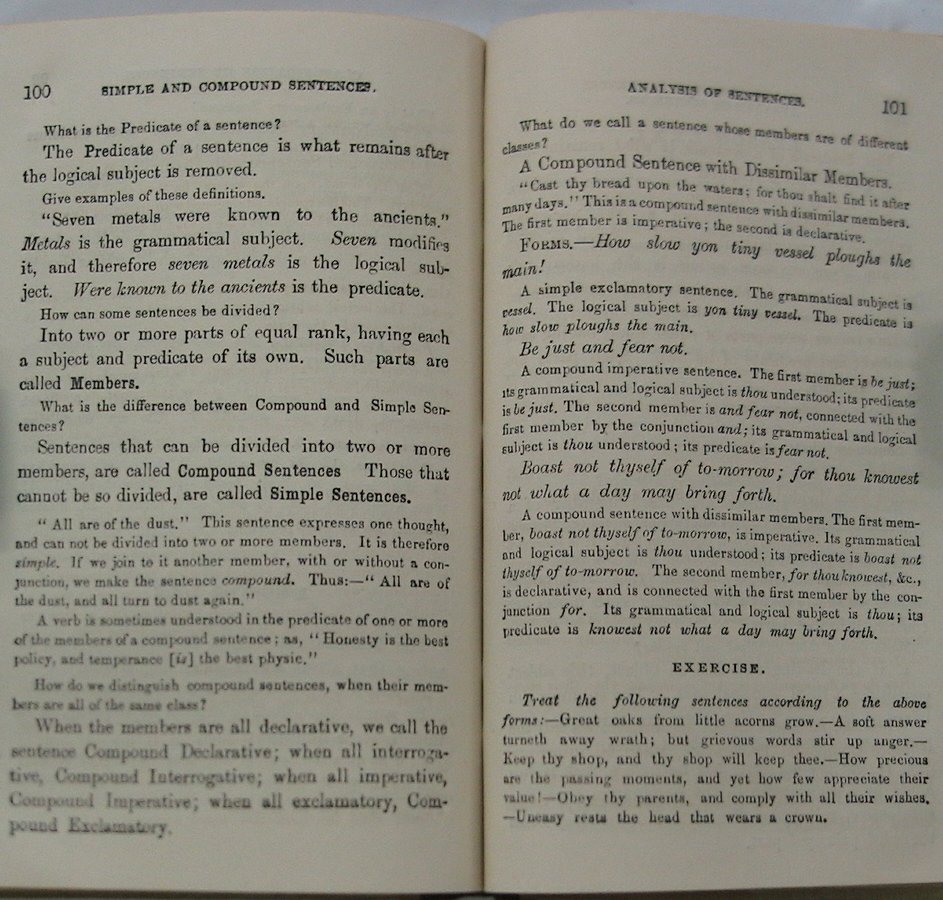 100 SIMPLE AND COMPOUND SENTENCES.
What is the Predicate of a sentence?
The Predicate of a sentence is what remains after
the logical subject is removed.
Give examples of these definitions.
"Seven metals were known to the ancients."
Metals is the grammatical subject. Seven modifies
it, and therefore seven metals is the logical sub-
ject. Were known to the ancients is the predicate.
How can some sentences be divided?
Into two or more parts of equal rank, having each
a subject and predicate of its own. Such parts are
called Members.
What is the difference between Compound and Simple Sen-
tences?
Sentences that can be divided into two or more
members, are called Compound Sentences Those that
cannot be so divided, are called Simple Sentences.
" All are of the dust." This sentence expresses one thought,
and can not be divided into two or more members. It is therefore
simple. If we join to it another member, with or without a con-
junction, we make the sentence compound. Thus:—" All are of
the dust, and all turn to dust again."
A verb is sometimes understood in the predicate of one or more
of the members of a compound sentence; as, " Honesty is the best
policy, and temperance [is] the best physic."
How do we distinguish compound sentences, when their mem-
bers are all of the same class?
When the members are all declarative, we call the
sentence Compound Declarative; when all interroga-
tive, Compound Interrogative; when all imperative,
Compound Imperative; when all exclamatory, Com-
pound Exclamatory.
ANALYSIS OF SENTENCES. 101
What do we call a sentence whose members are of different
classes?
A Compound Sentence with Dissimilar Members.
"Cast thy bread upon the waters; for thou shalt find it after
many days." This is a compound sentence with dissimilar members.
The first member is imperative; the second is declarative.
FORMS.—How slow yon tiny vessel ploughs the
main!
A simple exclamatory sentence. The grammatical subject is
vessel. The logical subject is yon tiny vessel. The predicate is
how slow ploughs the main.
Be just and fear not.
A compound imperative sentence. The first member is be just;
its grammatical and logical subject is thou understood; its predicate
is be just. The second member is and fear not, connected with the
first member by the conjunction and; its grammatical and logical
subject is thou understood; its predicate is fear not.
Boast not thyself of to-morrow; for thou knowest
not what a day may bring forth.
A compound sentence with dissimilar members. The first mem-
ber, boast not thyself of to-morrow, is imperative. Its grammatical
and logical subject is thou understood; its predicate is boast not
thyself of to-morrow. The second member, for thou knowest, &c.,
is declarative, and is connected with the first member by the con-
junction for. Its grammatical and logical subject is thou; its
predicate is knowest not what a day may bring forth.
EXERCISE.
Treat the following sentences according to the above
forms:—Great oaks from little acorns grow.—A soft answer
turneth away wrath; but grievous words stir up anger.—
Keep thy shop, and thy shop will keep thee.—How precious
are the passing moments, and yet how few appreciate their
value!—Obey thy parents, and comply with all their wishes.
—Uneasy rests the head that wears a crown.